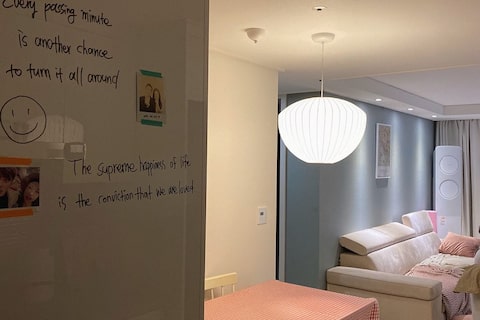 Every passing minute
is another chance
to turn it all around
The supreme happiness of life
is the conviction that we are loved